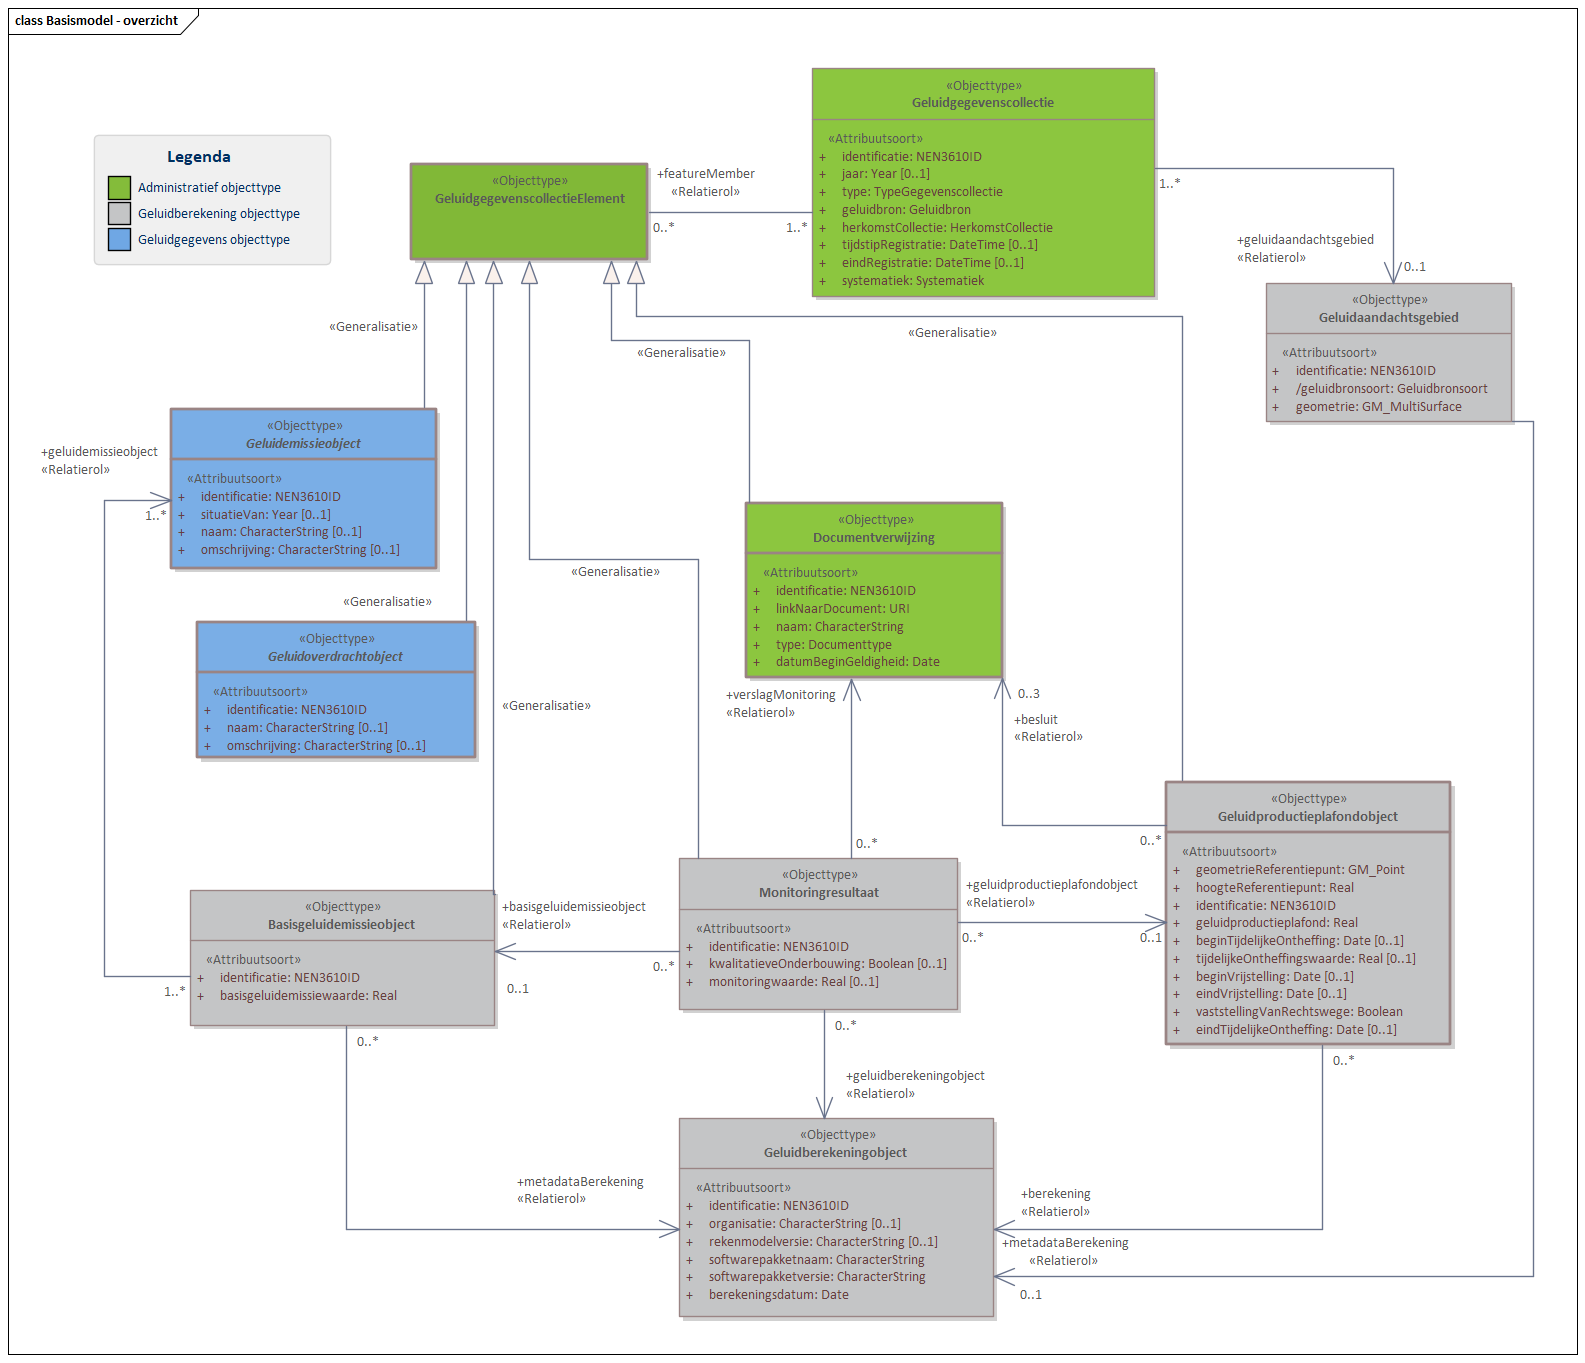 class Basismodel - overzicht
Legenda
Administratief objecttype
Geluidberekening objecttype
Geluidgegevens objecttype
«Objecttype»
GeluidgegevenscollectieElement
+featureMember
«Relatierol»
0..*
1..*
«Objecttype»
Geluidgegevenscollectie
«Attribuutsoort»
+ identificatie: NEN3610ID
+ jaar: Year [0..1]
+ type: TypeGegevenscollectie
+ geluidbron: Geluidbron
+ herkomstCollectie: HerkomstCollectie
+ tijdstipRegistratie: DateTime [0..1]
+ eindRegistratie: DateTime [0..1]
+ systematiek: Systematiek
1..*
+geluidaandachtsgebied
«Relatierol»
0..1
«Objecttype»
Geluidaandachtsgebied
«Attribuutsoort»
+ identificatie: NEN3610ID
+ /geluidbronsoort: Geluidbronsoort
+ geometrie: GM_MultiSurface
«Generalisatie»
«Generalisatie»
«Generalisatie»
«Objecttype»
Geluidemissieobject
«Attribuutsoort»
+ identificatie: NEN3610ID
+ situatieVan: Year [0..1]
+ naam: CharacterString [0..1]
+ omschrijving: CharacterString [0..1]
+geluidemissieobject
«Relatierol»
1..*
«Generalisatie»
«Generalisatie»
«Objecttype»
Geluidoverdrachtobject
«Attribuutsoort»
+ identificatie: NEN3610ID
+ naam: CharacterString [0..1]
+ omschrijving: CharacterString [0..1]
«Generalisatie»
«Objecttype»
Documentverwijzing
«Attribuutsoort»
+ identificatie: NEN3610ID
+ linkNaarDocument: URI
+ naam: CharacterString
+ type: Documenttype
+ datumBeginGeldigheid: Date
+verslagMonitoring
«Relatierol»
0..3
+besluit
«Relatierol»
0..*
0..*
«Objecttype»
Geluidproductieplafondobject
«Attribuutsoort»
+ geometrieReferentiepunt: GM_Point
+ hoogteReferentiepunt: Real
+ identificatie: NEN3610ID
+ geluidproductieplafond: Real
+ beginTijdelijkeOntheffing: Date [0..1]
+ tijdelijkeOntheffingswaarde: Real [0..1]
+ beginVrijstelling: Date [0..1]
+ eindVrijstelling: Date [0..1]
+ vaststellingVanRechtswege: Boolean
+ eindTijdelijkeOntheffing: Date [0..1]
«Objecttype»
Monitoringresultaat
«Attribuutsoort»
+ identificatie: NEN3610ID
+ kwalitatieveOnderbouwing: Boolean [0..1]
+ monitoringwaarde: Real [0..1]
+geluidproductieplafondobject
«Relatierol»
0..*
0..1
«Objecttype»
Basisgeluidemissieobject
«Attribuutsoort»
+ identificatie: NEN3610ID
+ basisgeluidemissiewaarde: Real
+basisgeluidemissieobject
«Relatierol»
0..*
0..1
1..*
0..*
0..*
0..*
+geluidberekeningobject
«Relatierol»
«Objecttype»
Geluidberekeningobject
«Attribuutsoort»
+ identificatie: NEN3610ID
+ organisatie: CharacterString [0..1]
+ rekenmodelversie: CharacterString [0..1]
+ softwarepakketnaam: CharacterString
+ softwarepakketversie: CharacterString
+ berekeningsdatum: Date
+metadataBerekening
«Relatierol»
+berekening
«Relatierol»
+metadataBerekening
«Relatierol»
0..1